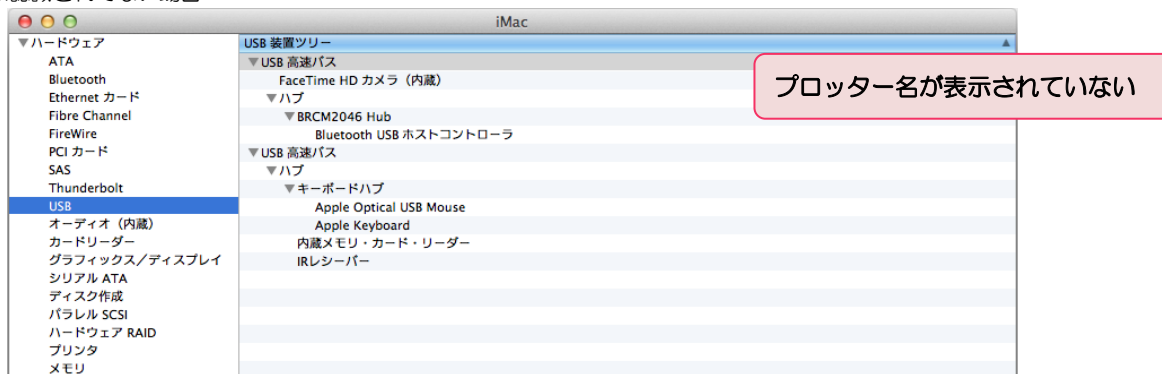 iMac
▼ハードウェア
ATA
Bluetooth
Ethernet カード
Fibre Channel
FireWire
PCI カード
SAS
Thunderbolt
USB
オーディオ（内蔵）
カードリーダー
グラフィックス／ディスプレイ
シリアル ATA
ディスク作成
パラレル SCSI
ハードウェア RAID
プリンタ
メモリ
USB 装置ツリー
▼USB 高速バス
FaceTime HD カメラ（内蔵）
▼ハブ
▼BRCM2046 Hub
Bluetooth USB ホストコントローラ
▼USB 高速バス
▼ハブ
▼キーボードハブ
Apple Optical USB Mouse
Apple Keyboard
内蔵メモリ・カード・リーダー
IRレシーバー
プロッター名が表示されていない